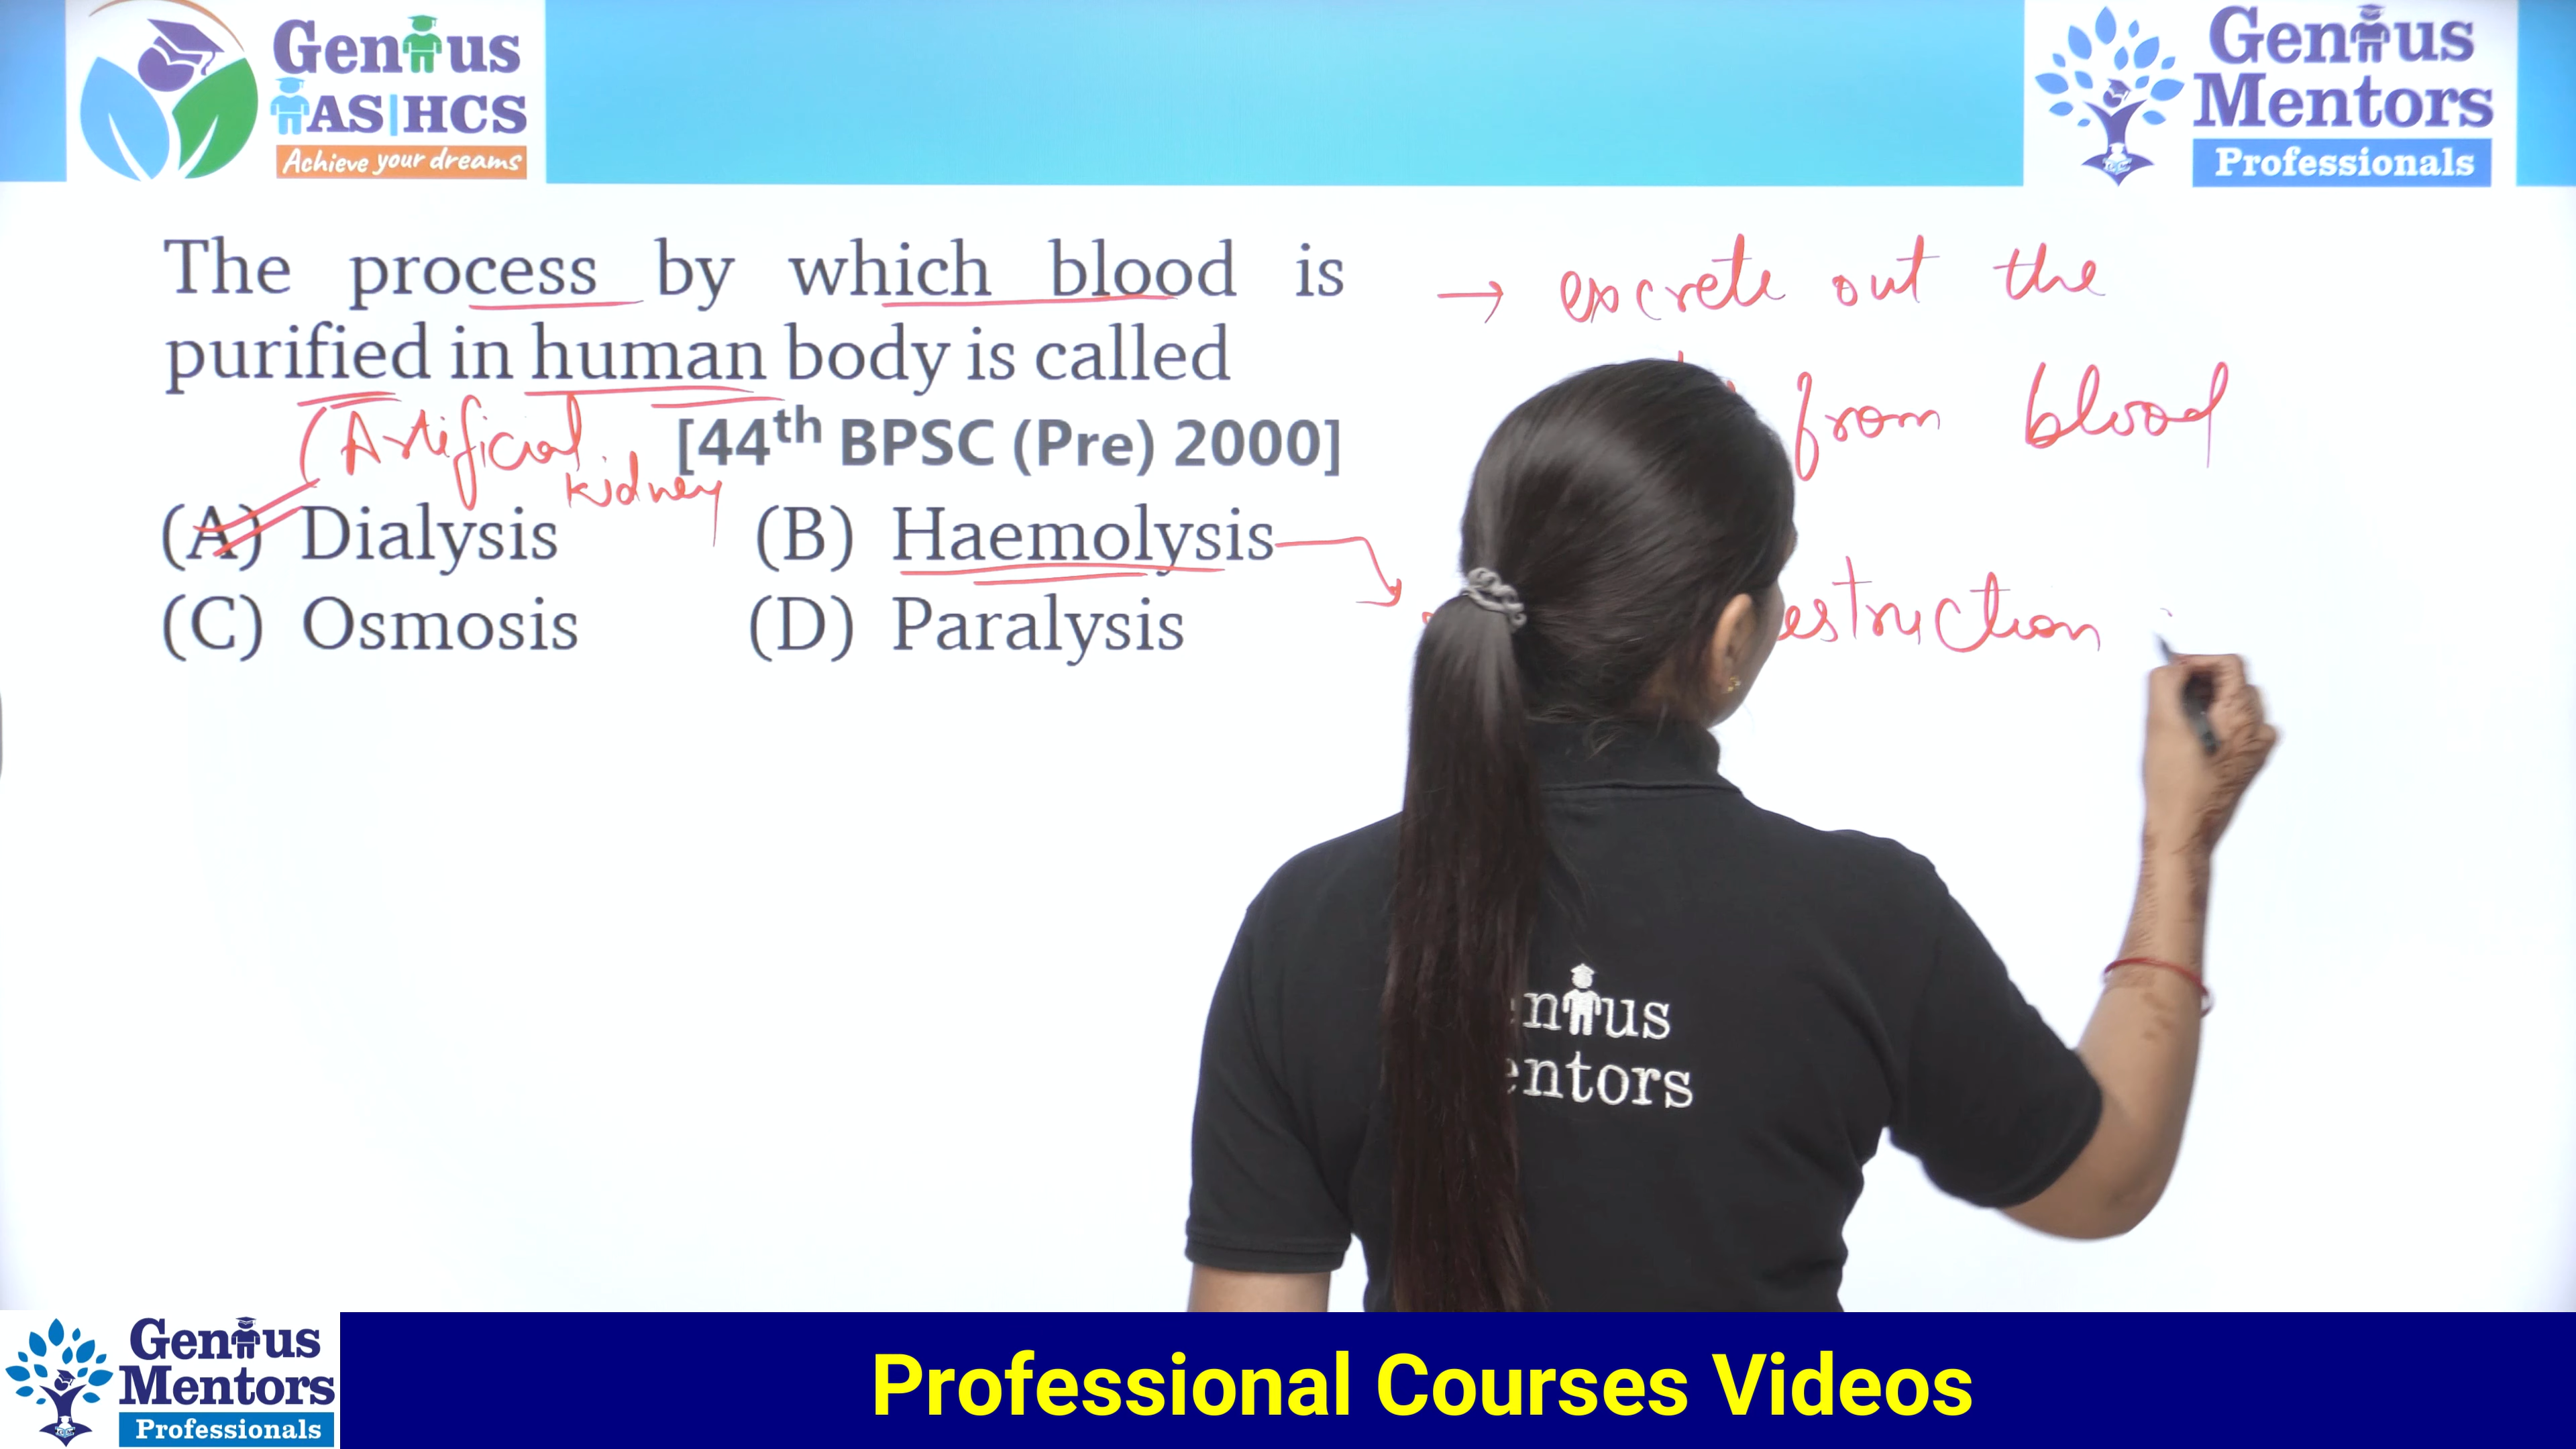 Genius
IAS|HCS
Achieve your dreams
Genius
Mentors
Professionals
The process by which blood is
purified in human body is called
[44th BPSC (Pre) 2000]
(Artificial
kidney
(A) Dialysis (B) Haemolysis
(C) Osmosis (D) Paralysis
→ excrete out the
from blood
estruction
nius
entors
Genius
Mentors
Professionals
Professional Courses Videos